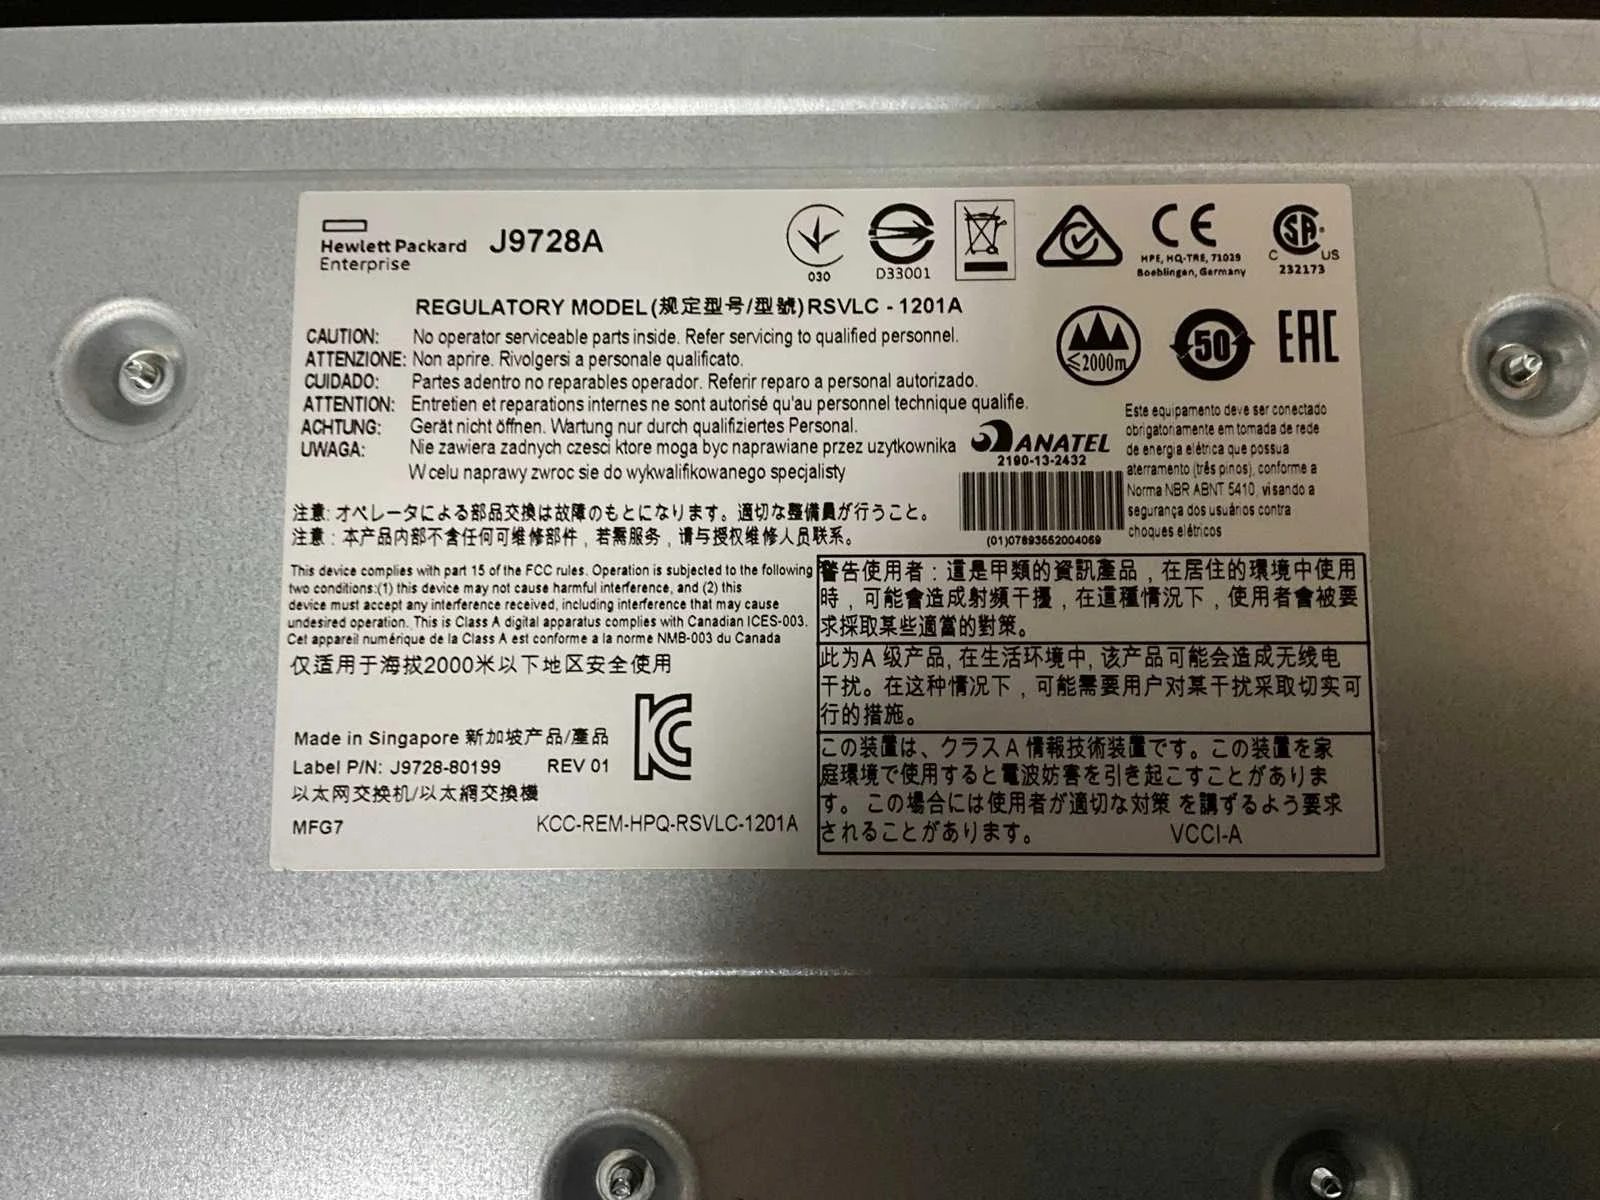 Hewlett Packard
Enterprise
J9728A
030
D33001
HPE, HQ-TRE, 71029
Boeblingen, Germany
SA
C US
232173
REGULATORY MODEL(规定型号/型號)RSVLC - 1201A
≤2000m
50
EAC
CAUTION: No operator serviceable parts inside. Refer servicing to qualified personnel.
ATTENZIONE: Non aprire. Rivolgersi a personale qualificato.
CUIDADO: Partes adentro no reparables operador. Referir reparo a personal autorizado.
ATTENTION: Entretien et reparations internes ne sont autorisé qu'au personnel technique qualifie.
ACHTUNG: Gerät nicht öffnen. Wartung nur durch qualifiziertes Personal.
UWAGA: Nie zawiera zadnych czesci ktore moga byc naprawiane przez uzytkownika
W celu naprawy zwroc sie do wykwalifikowanego specjalisty
ANATEL
2190-13-2432
(01)07893552004069
Este equipamento deve ser conectado
obrigatoriamente em tomada de rede
de energia elétrica que possua
aterramento (três pinos), conforme a
Norma NBR ABNT 5410, visando a
segurança dos usuários contra
choques elétricos
注意: オペレータによる部品交換は故障のもとになります。適切な整備員が行うこと。
注意：本产品内部不含任何可维修部件，若需服务，请与授权维修人员联系。
This device complies with part 15 of the FCC rules. Operation is subjected to the following
two conditions:(1) this device may not cause harmful interference, and (2) this
device must accept any interference received, including interference that may cause
undesired operation. This is Class A digital apparatus complies with Canadian ICES-003.
Cet appareil numérique de la Class A est conforme a la norme NMB-003 du Canada
仅适用于海拔2000米以下地区安全使用
Made in Singapore 新加坡产品/產品
Label P/N: J9728-80199 REV 01
以太网交换机/以太網交換機
MFG7 KCC-REM-HPQ-RSVLC-1201A
警告使用者：這是甲類的資訊產品，在居住的環境中使用
時，可能會造成射頻干擾，在這種情況下，使用者會被要
求採取某些適當的對策。
此为A 级产品, 在生活环境中, 该产品可能会造成无线电
干扰。在这种情况下，可能需要用户对某干扰采取切实可
行的措施。
この装置は、クラスA 情報技術装置です。この装置を家
庭環境で使用すると電波妨害を引き起こすことがありま
す。 この場合には使用者が適切な対策 を講ずるよう要求
されることがあります。 VCCI-A